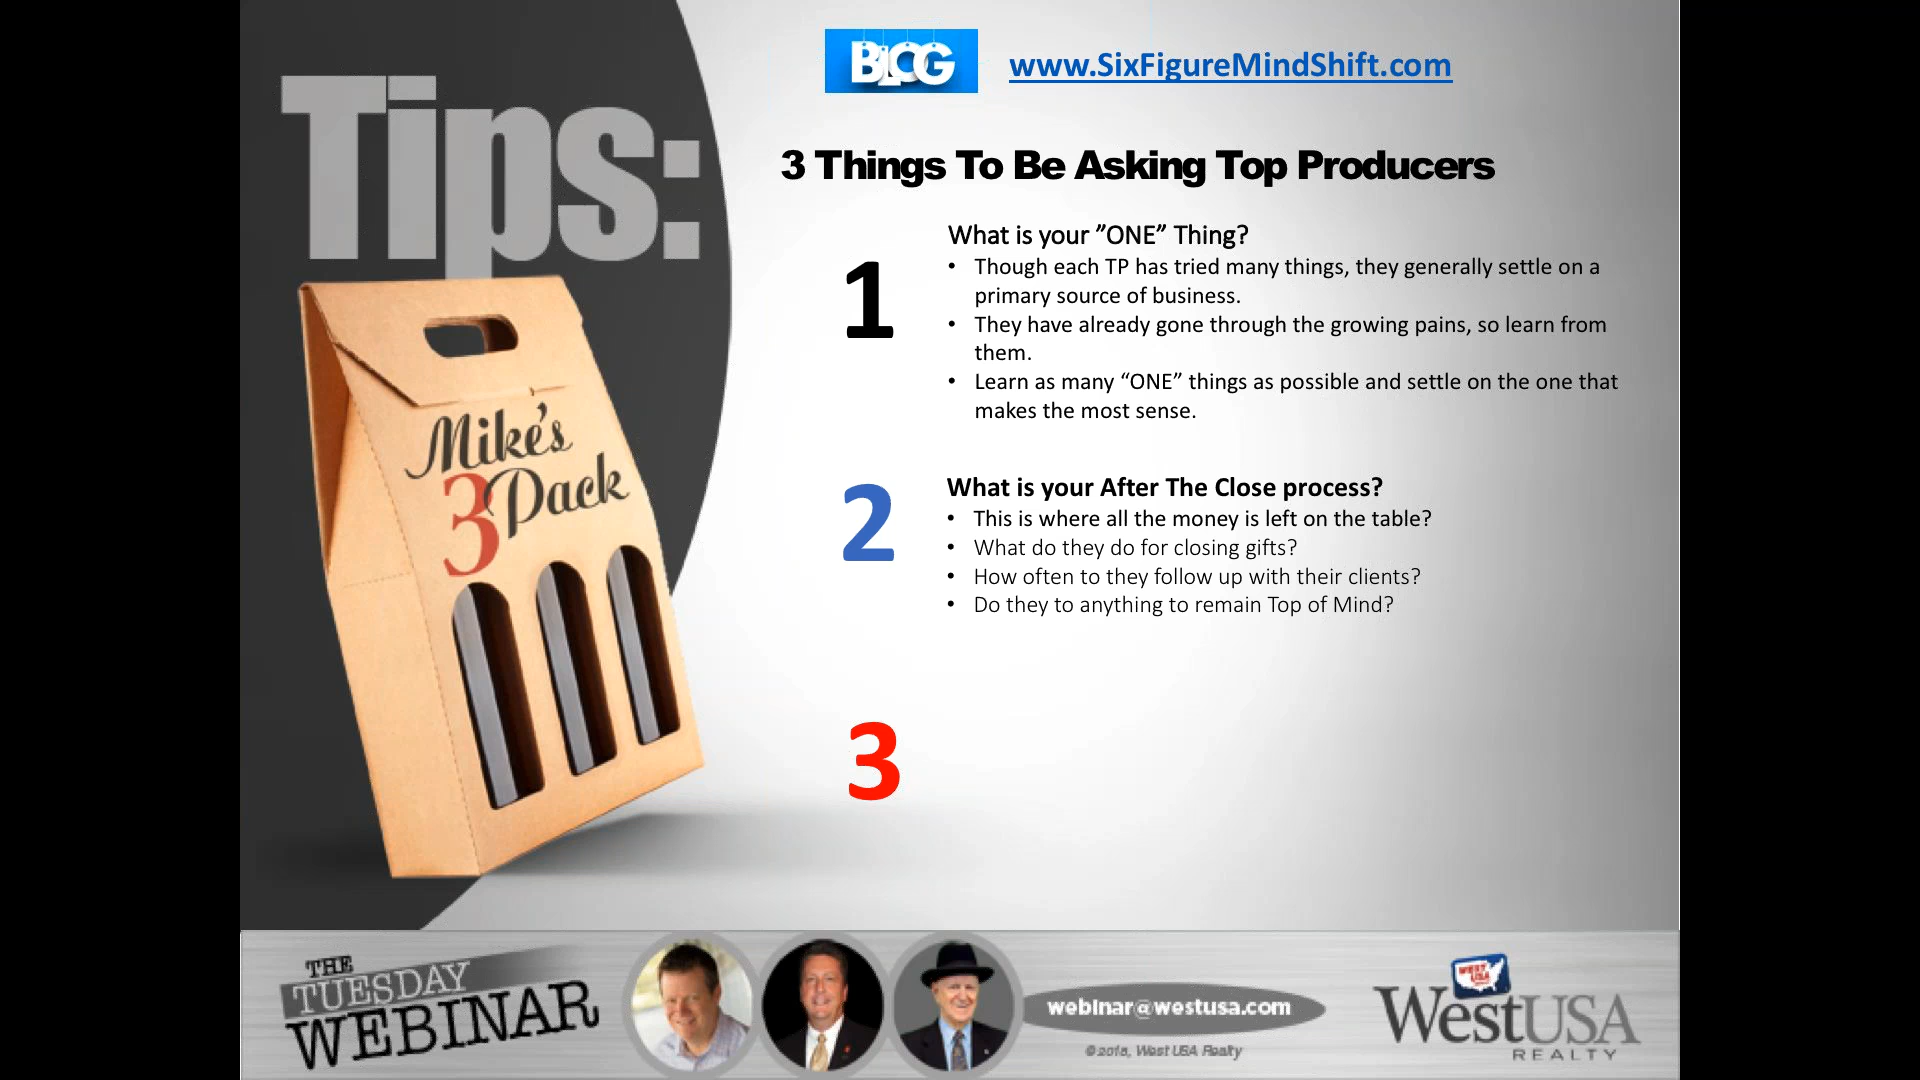 Tips:
BLOG
www.SixFigureMindShift.com
3 Things To Be Asking Top Producers
1
What is your ”ONE” Thing?
• Though each TP has tried many things, they generally settle on a
primary source of business.
• They have already gone through the growing pains, so learn from
them.
• Learn as many “ONE” things as possible and settle on the one that
makes the most sense.
2
What is your After The Close process?
• This is where all the money is left on the table?
• What do they do for closing gifts?
• How often to they follow up with their clients?
• Do they to anything to remain Top of Mind?
3
Mike's
3 Pack
THE
TUESDAY
WEBINAR
webinar@westusa.com
©2018, West USA Realty
WEST
USA
WestUSA
REALTY